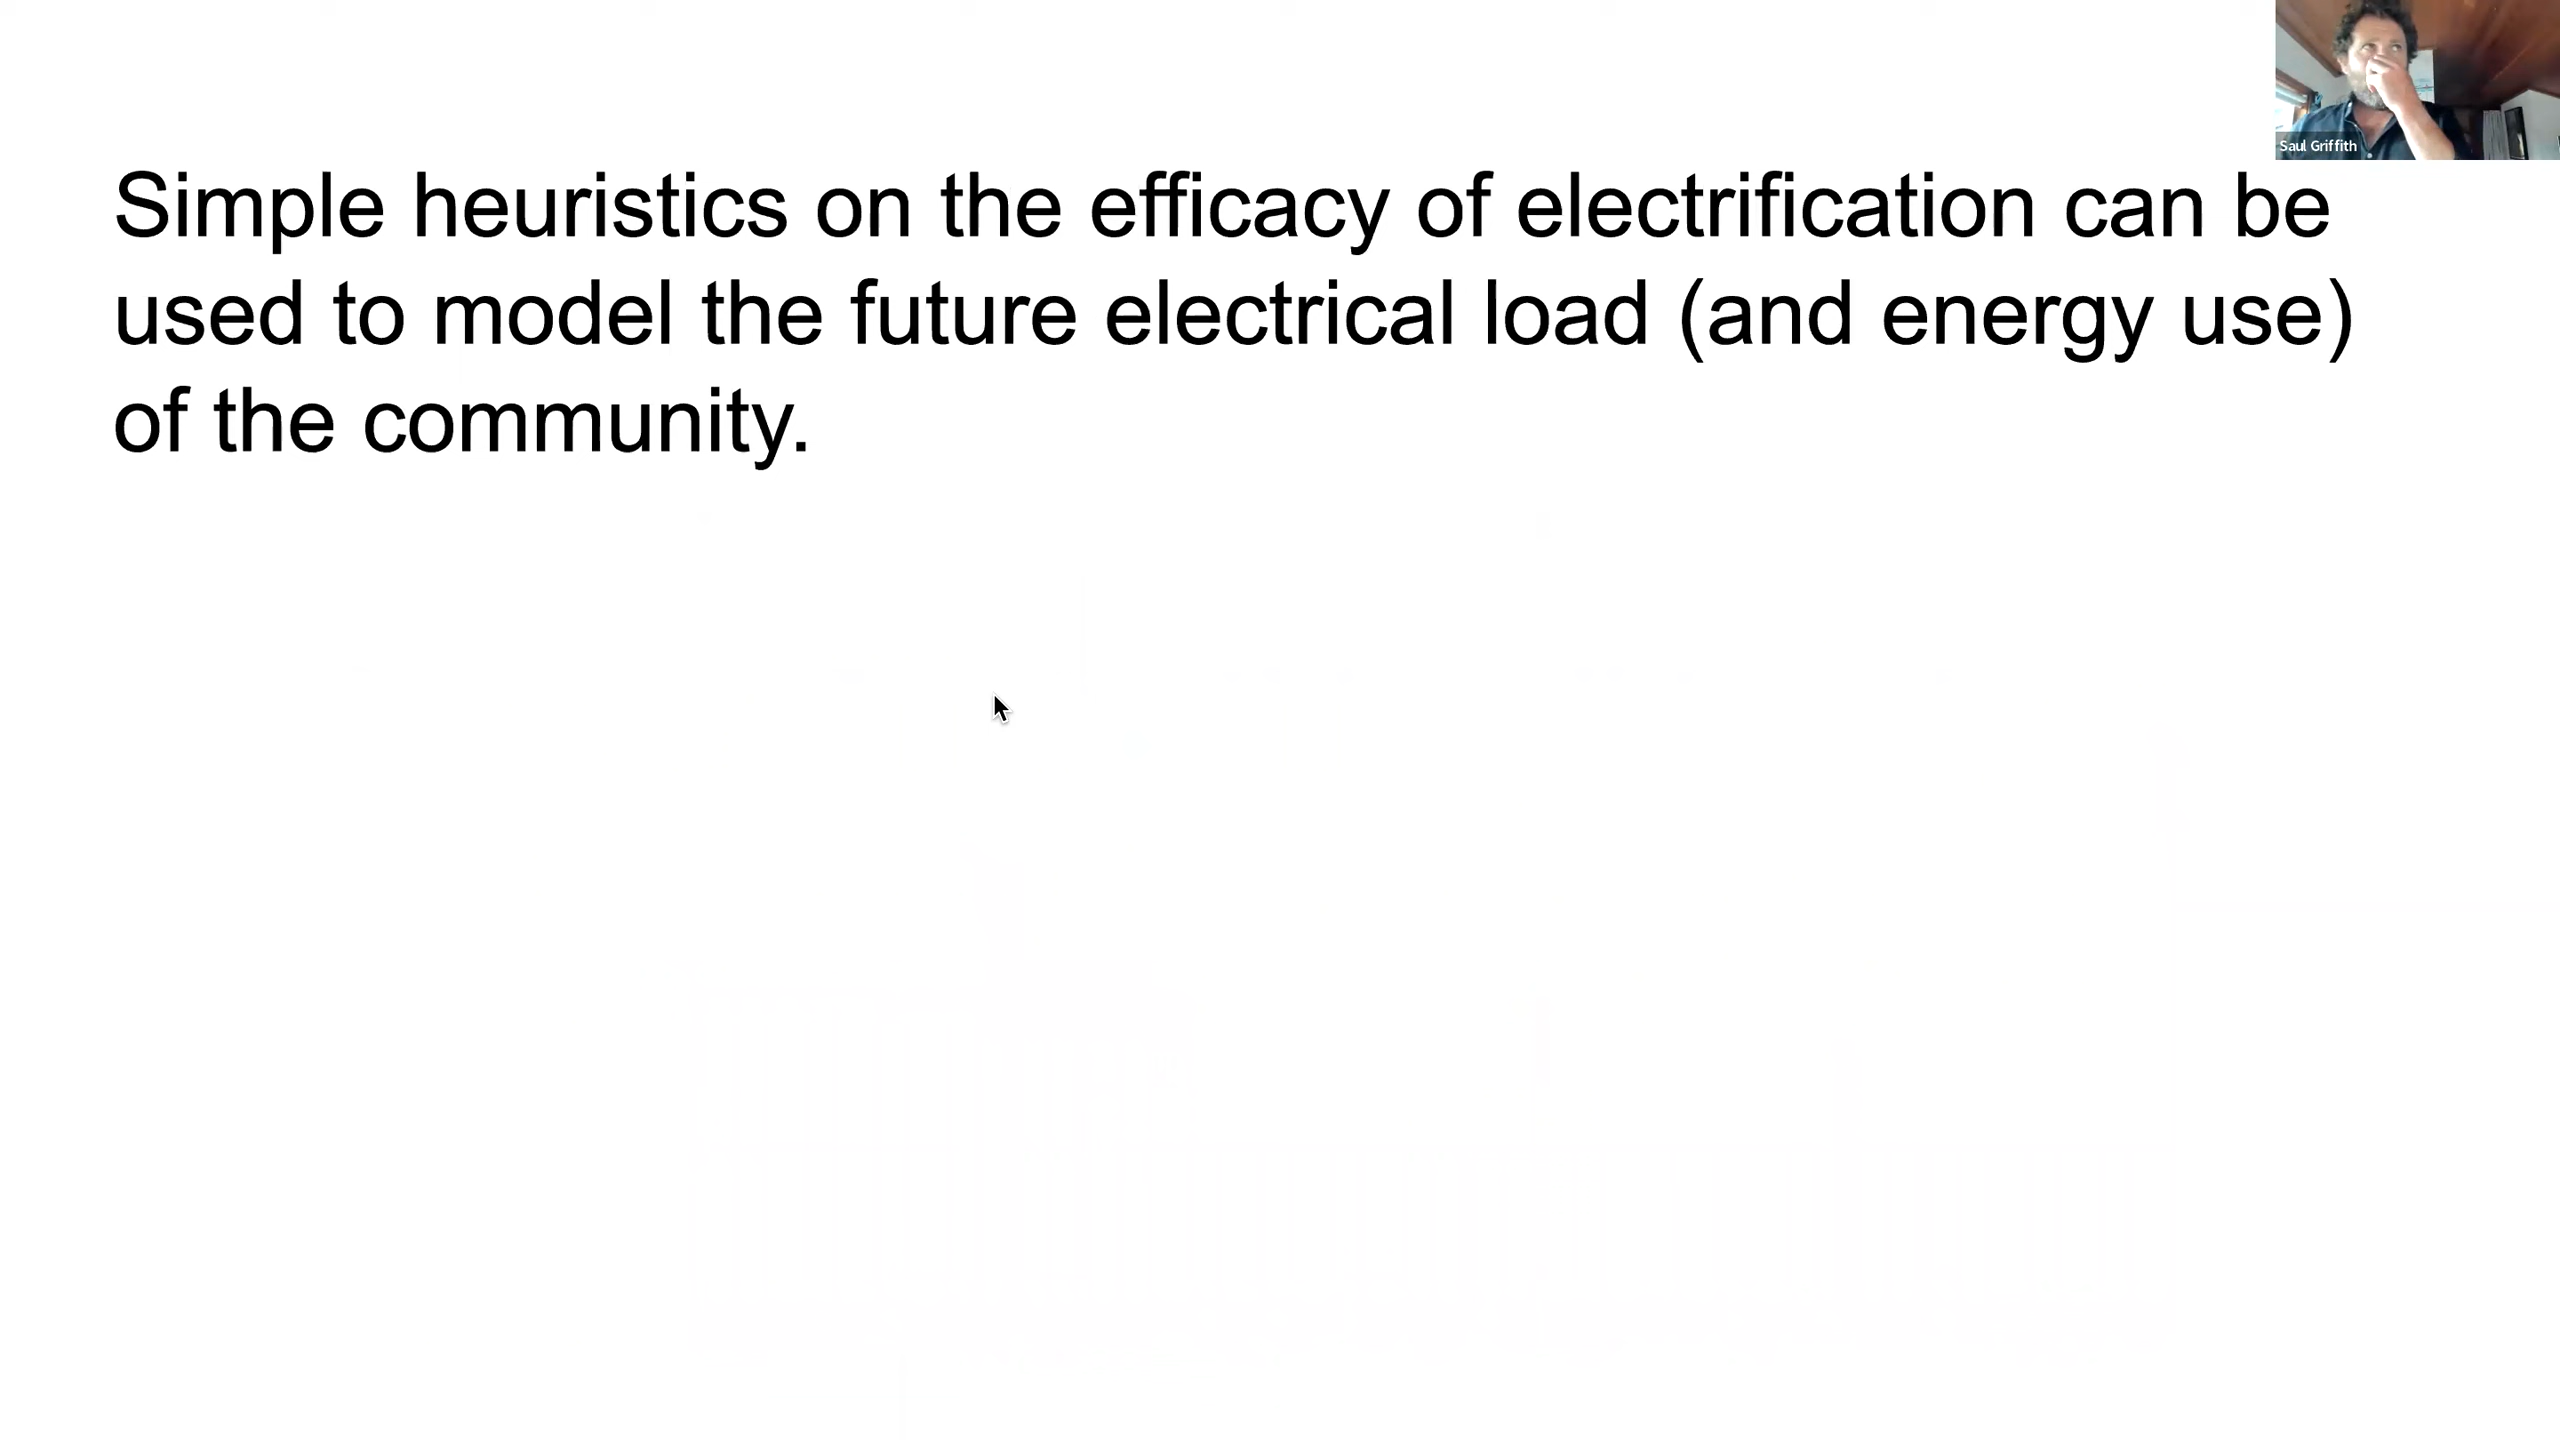 Saul Griffith
Simple heuristics on the efficacy of electrification can be
used to model the future electrical load (and energy use)
of the community.